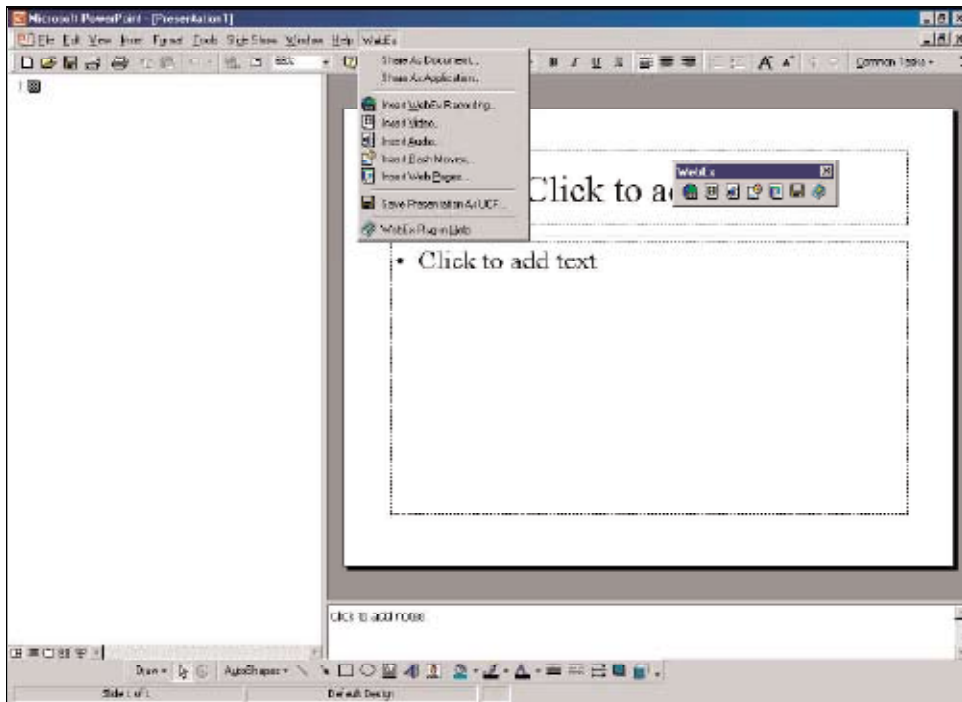 Microsoft PowerPoint - [Presentation1]
File Edit View Insert Format Tools Slide Show Window Help WebEx
Share As Document...
Share As Application...
Insert WebEx Recording...
Insert Video...
Insert Audio...
Insert Flash Movies...
Insert Web Pages...
Save Presentation As UCF...
WebEx Plug-in Help
B I U S
A A
Common Tasks
1
Click to a
WebEx
• Click to add text
Click to add notes
Draw
AutoShapes
Slide 1 of 1
Default Design